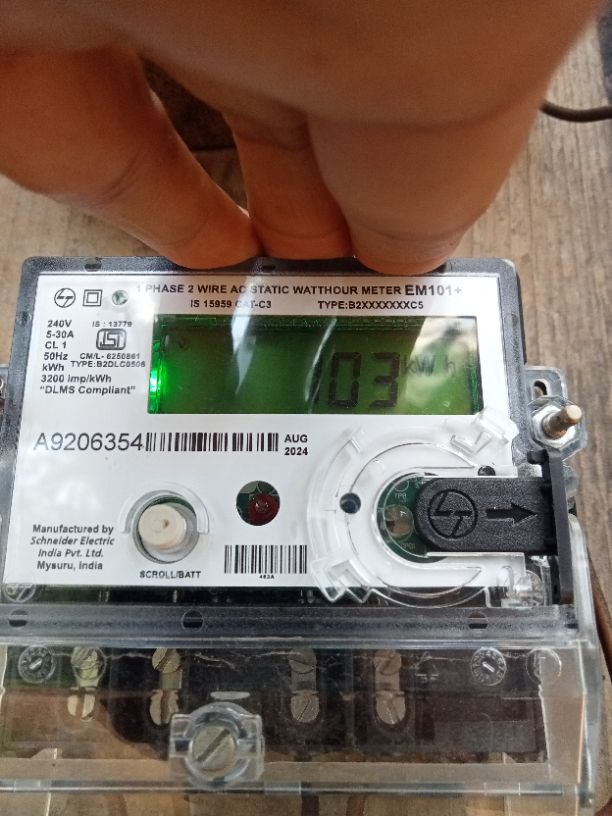 1 PHASE 2 WIRE AC STATIC WATTHOUR METER EM101+
IS 15959 CAT-C3 TYPE:B2XXXXXXXC5
240V
5-30A
CL 1
50Hz
kWh
3200 imp/kWh
"DLMS Compliant"
IS : 13779
ISI
CM/L- 6250861
TYPE:B2DLC0506
103 kWh
A9206354
AUG
2024
Manufactured by
Schneider Electric
India Pvt. Ltd.
Mysuru, India
SCROLL/BATT